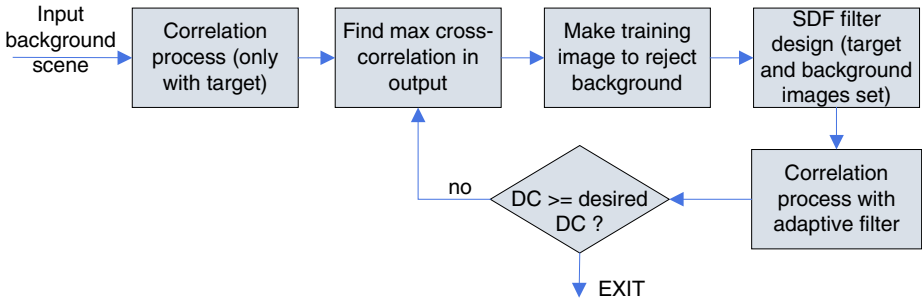 Input
background
scene
Correlation
process (only
with target)
Find max cross-
correlation in
output
Make training
image to reject
background
SDF filter
design (target
and background
images set)
Correlation
process with
adaptive filter
DC >= desired
DC ?
no
EXIT